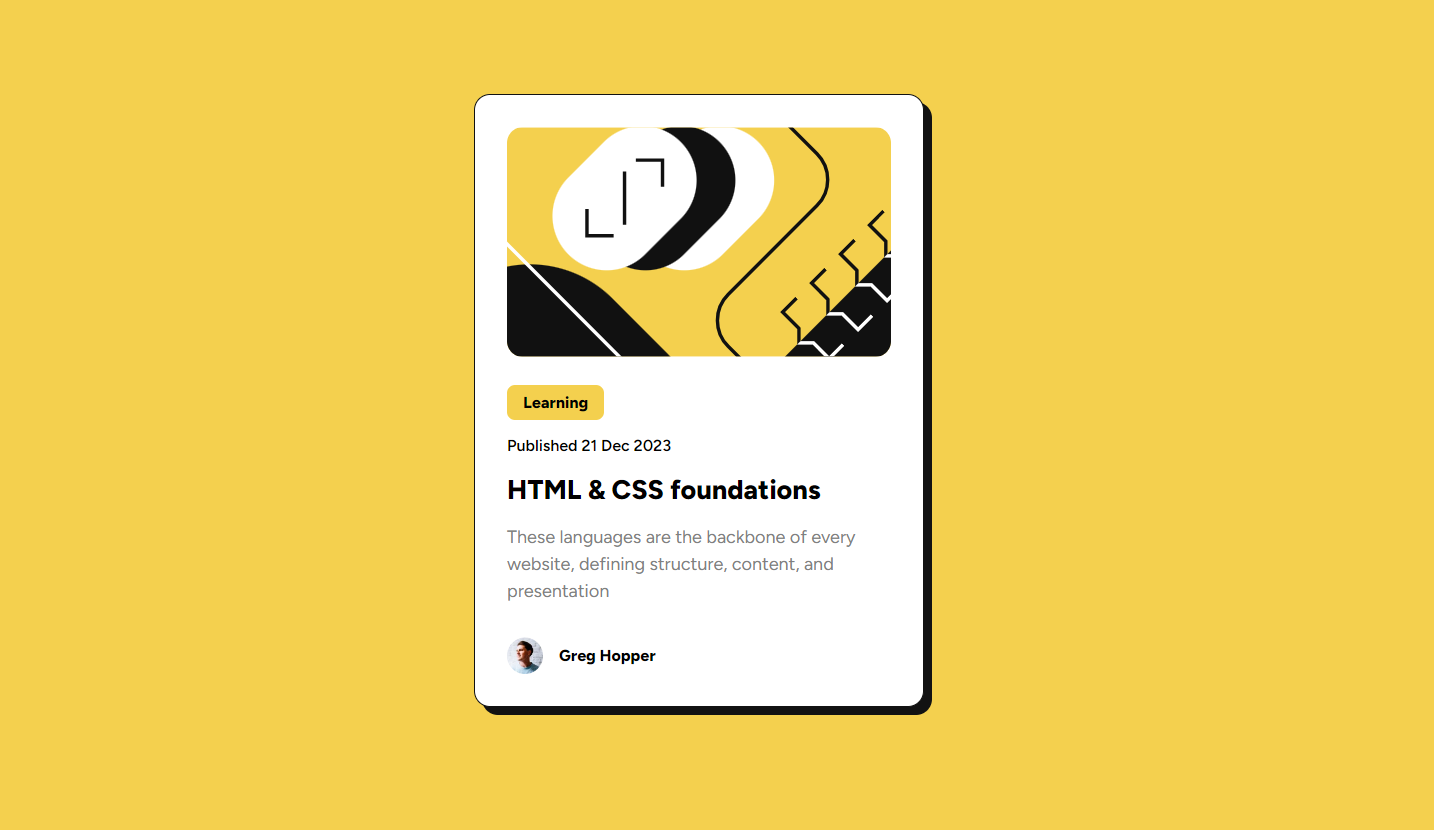 Learning
Published 21 Dec 2023
HTML & CSS foundations
These languages are the backbone of every
website, defining structure, content, and
presentation
Greg Hopper